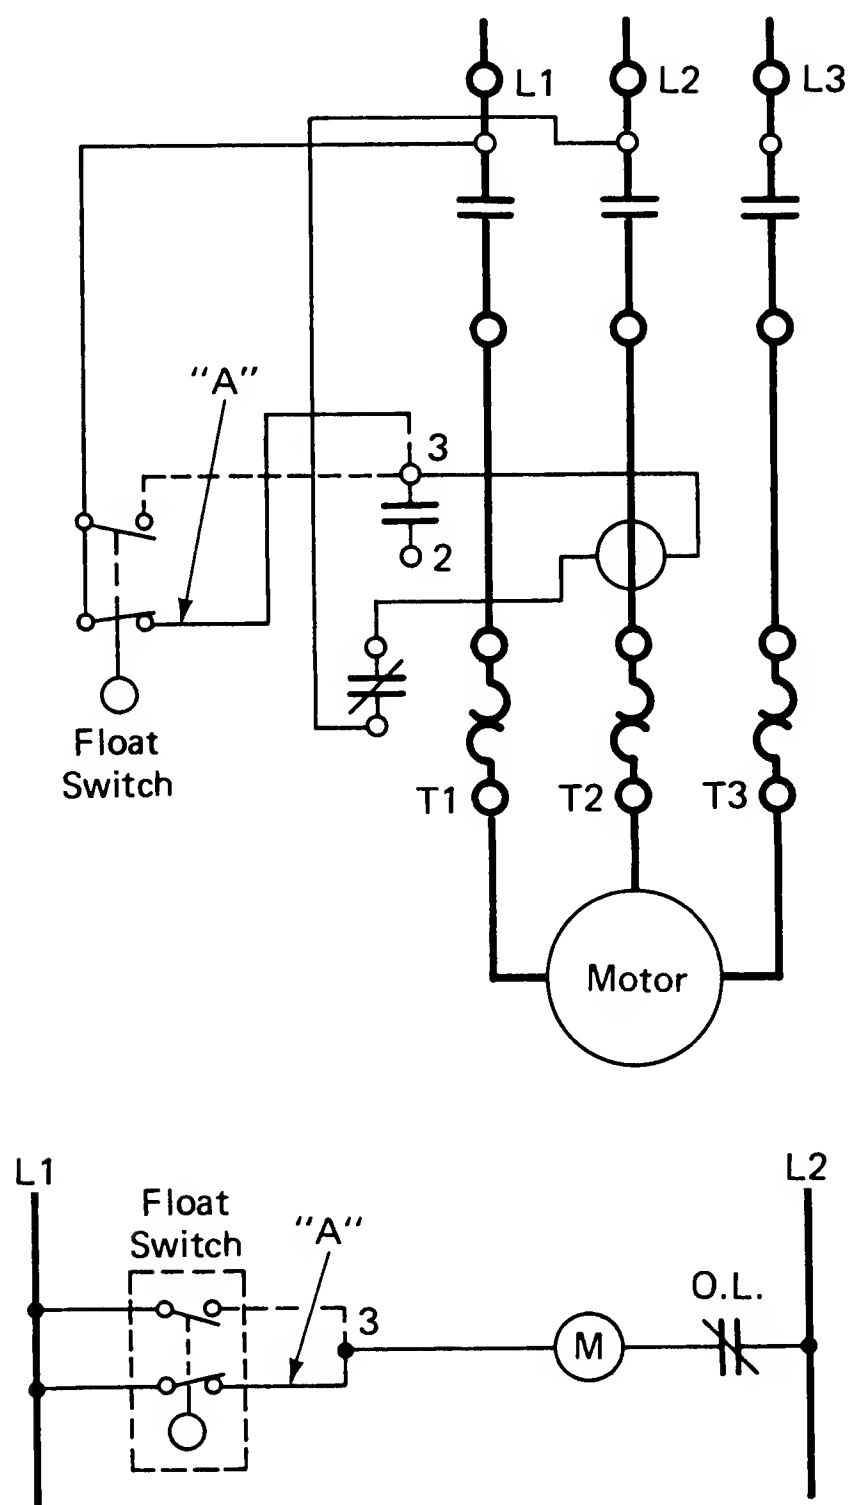 L1
L2
L3
"A"
3
2
Float
Switch
T1
T2
T3
Motor
L1
L2
Float
Switch
"A"
O.L.
3
M